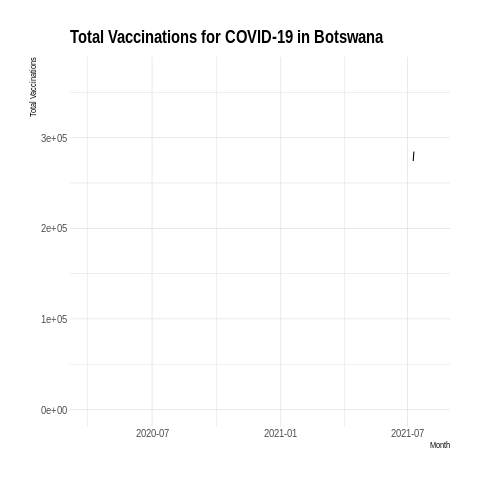 Total Vaccinations for COVID-19 in Botswana
Total Vaccinations
3e+05
2e+05
1e+05
0e+00
2020-07 2021-01 2021-07
Month